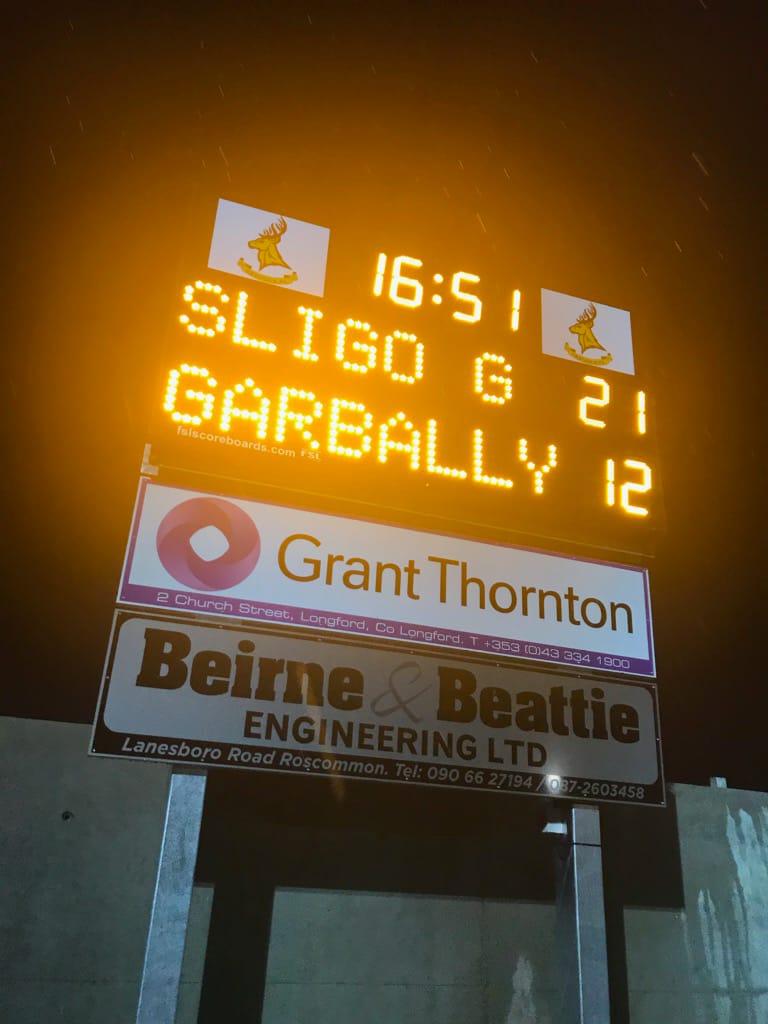 16:51
SLIGO G 21
GARBALLY 12
fslscoreboards.com FSL
Grant Thornton
2 Church Street, Longford, Co Longford. T +353 (0)43 334 1900
Beirne & Beattie
ENGINEERING LTD
Lanesboro Road Roscommon. Tel: 090 66 27194 / 087-2603458